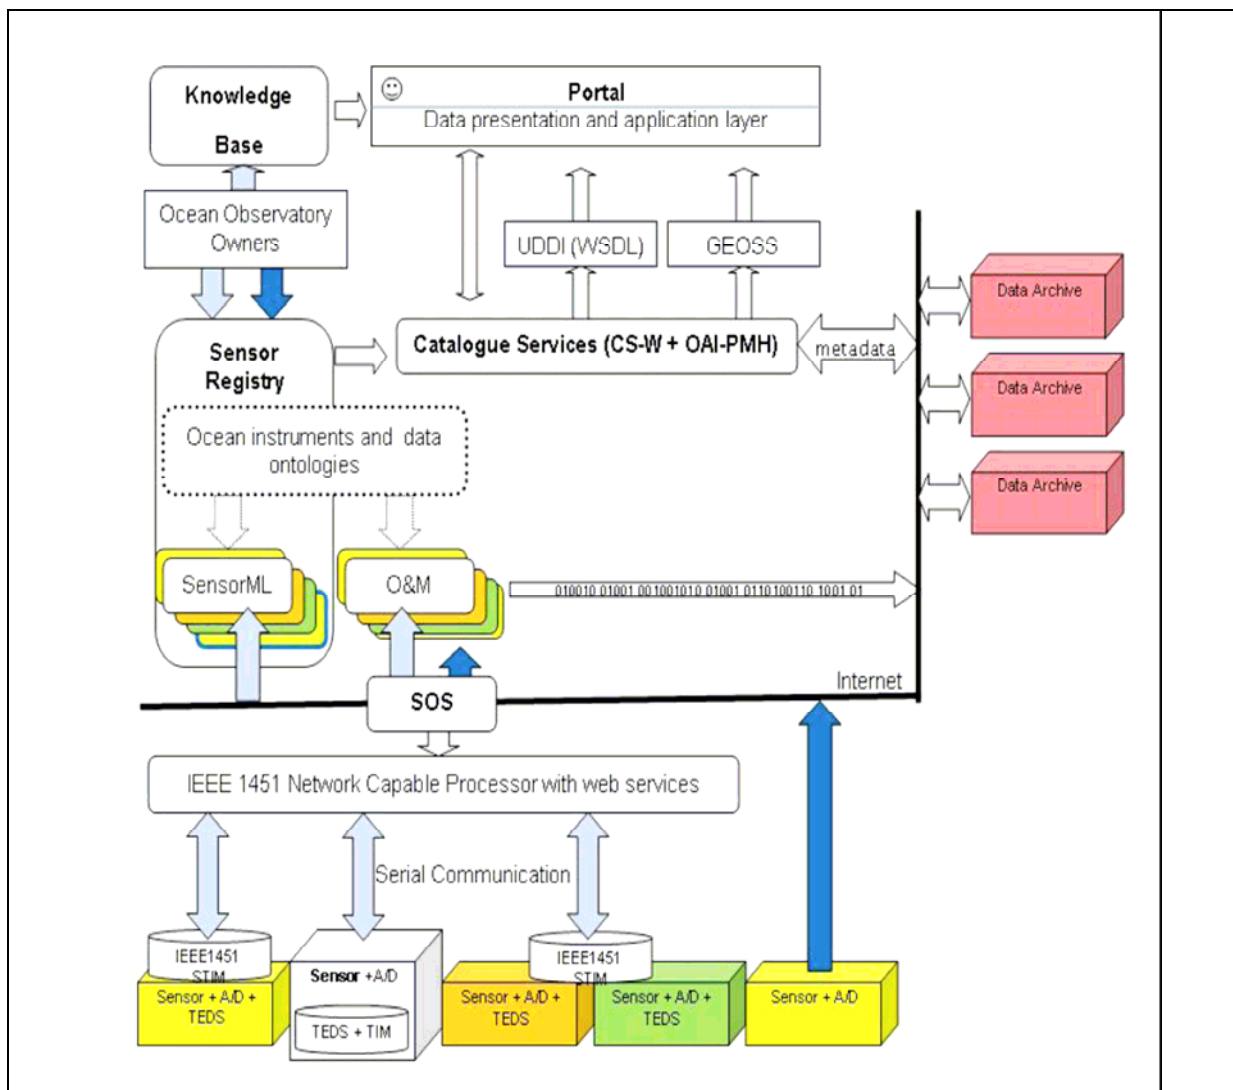 Knowledge
Base
Portal
Data presentation and application layer
Ocean Observatory
Owners
UDDI (WSDL)
GEOSS
Sensor
Registry
Catalogue Services (CS-W + OAI-PMH)
metadata
Data Archive
Data Archive
Data Archive
Ocean instruments and data
ontologies
SensorML
O&M
010010 01001 001001010 01001 0110100110 1001 01
Internet
SOS
IEEE 1451 Network Capable Processor with web services
Serial Communication
IEEE1451
STIM
Sensor + A/D +
TEDS
Sensor +A/D
TEDS + TIM
IEEE1451
STIM
Sensor + A/D +
TEDS
Sensor + A/D +
TEDS
Sensor + A/D